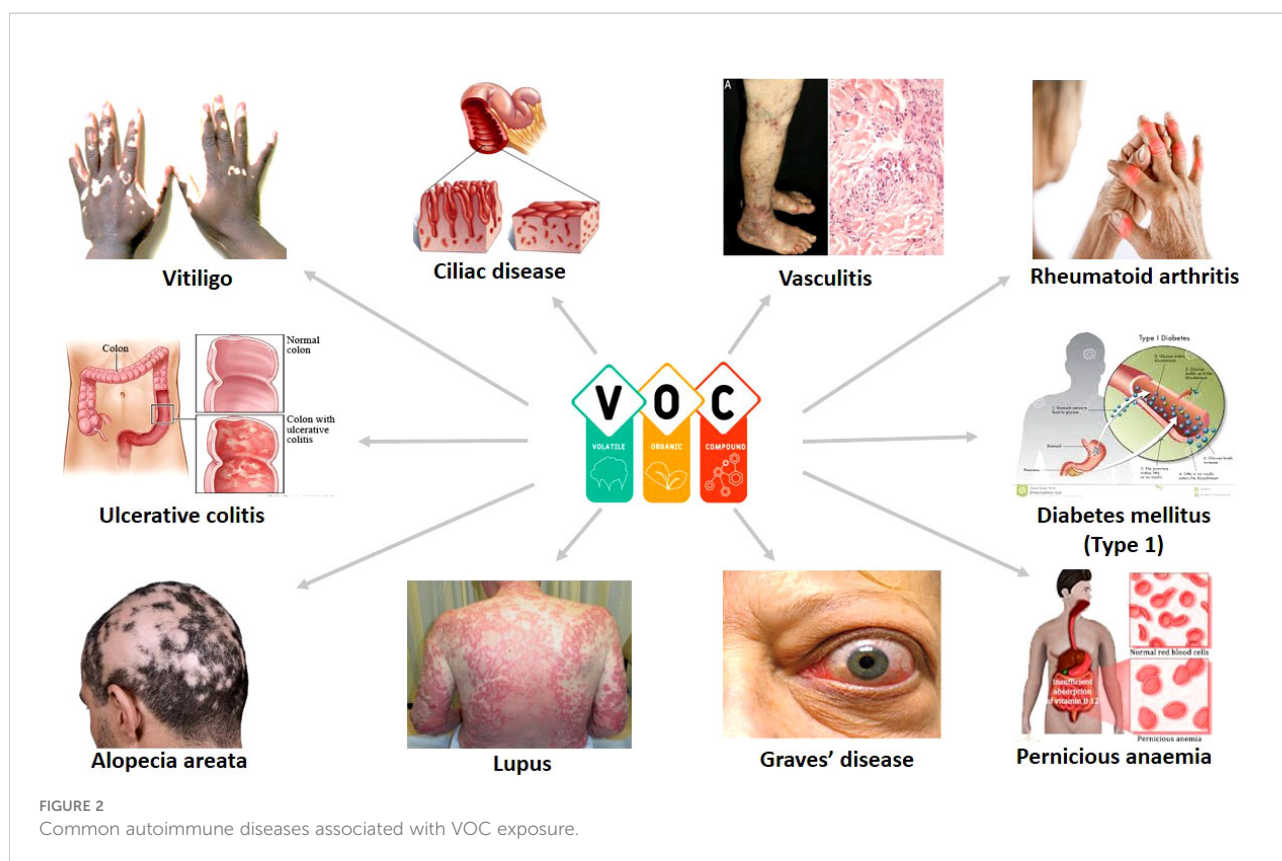 A
Vitiligo
Ciliac disease
Vasculitis
Rheumatoid arthritis
Colon
Normal
colon
Colon with
ulcerative
colitis
Ulcerative colitis
V O C
VOLATILE ORGANIC COMPOUND
Type I Diabetes
Stomach
Pancreas
Diabetes mellitus
(Type 1)
Alopecia areata
Lupus
Graves’ disease
Normal red blood cells
Insufficient
absorption
of vitamin B 12
Pernicious anemia
Pernicious anaemia
FIGURE 2
Common autoimmune diseases associated with VOC exposure.